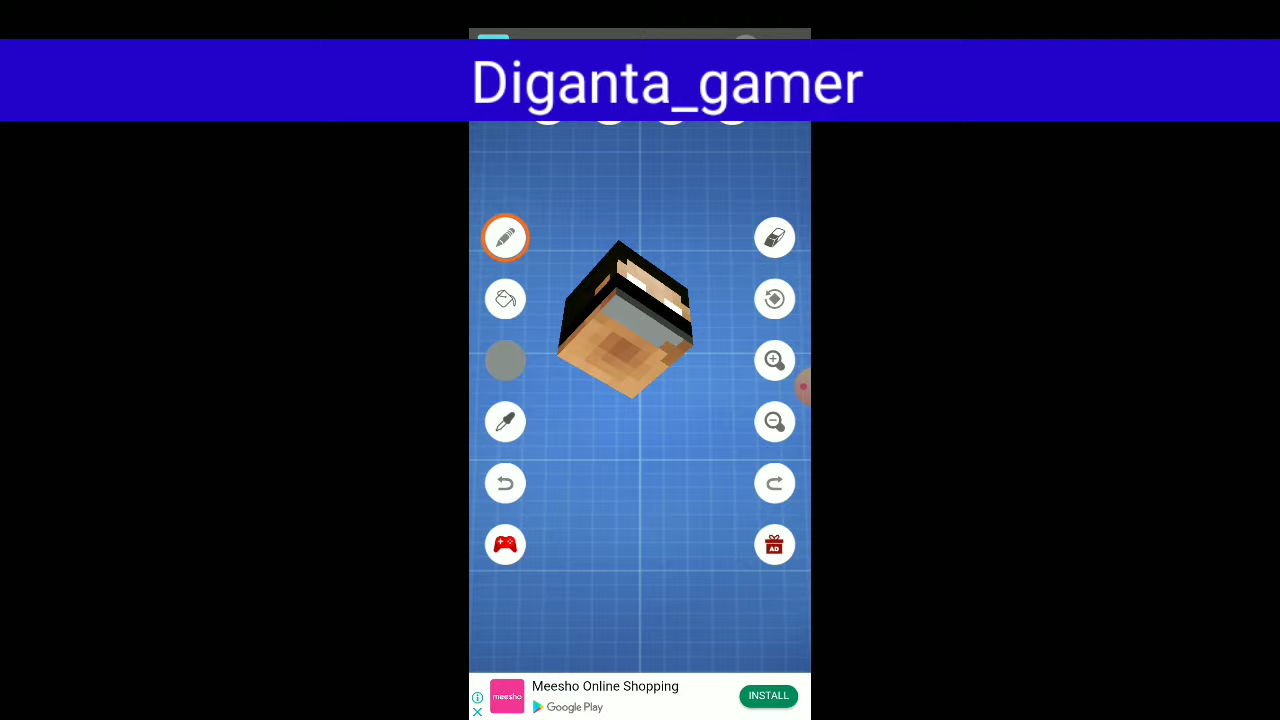 Diganta_gamer
AD
meesho
Meesho Online Shopping
Google Play
INSTALL